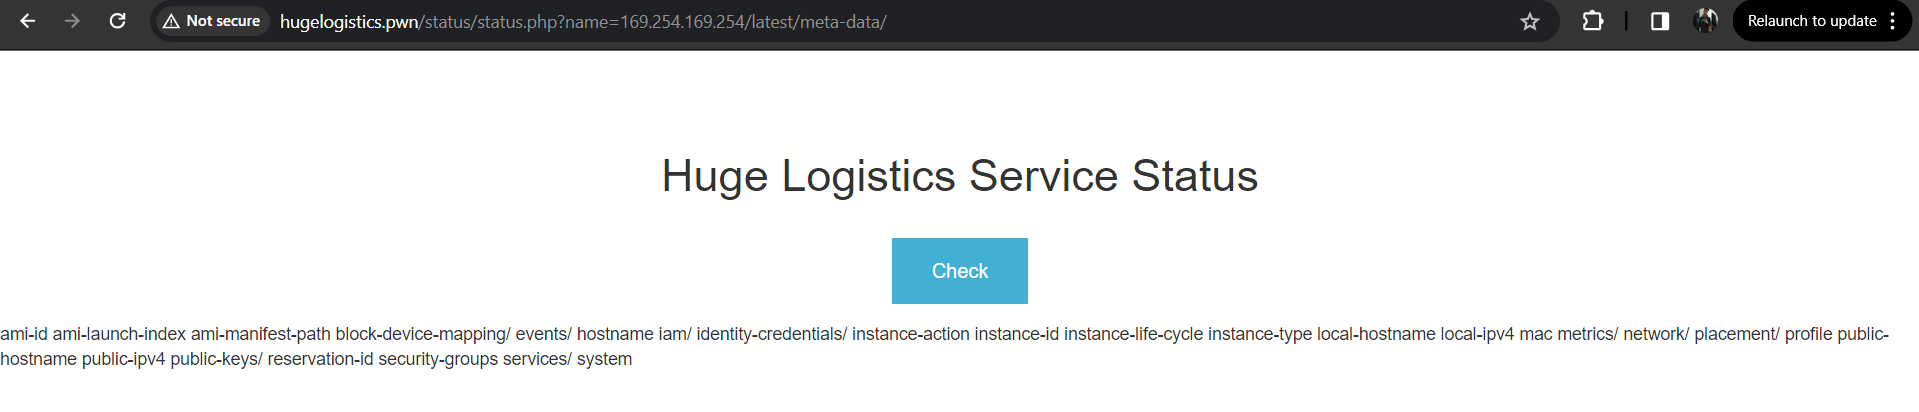 Not secure hugelogistics.pwn/status/status.php?name=169.254.169.254/latest/meta-data/ Relaunch to update
Huge Logistics Service Status
Check
ami-id ami-launch-index ami-manifest-path block-device-mapping/ events/ hostname iam/ identity-credentials/ instance-action instance-id instance-life-cycle instance-type local-hostname local-ipv4 mac metrics/ network/ placement/ profile public-
hostname public-ipv4 public-keys/ reservation-id security-groups services/ system